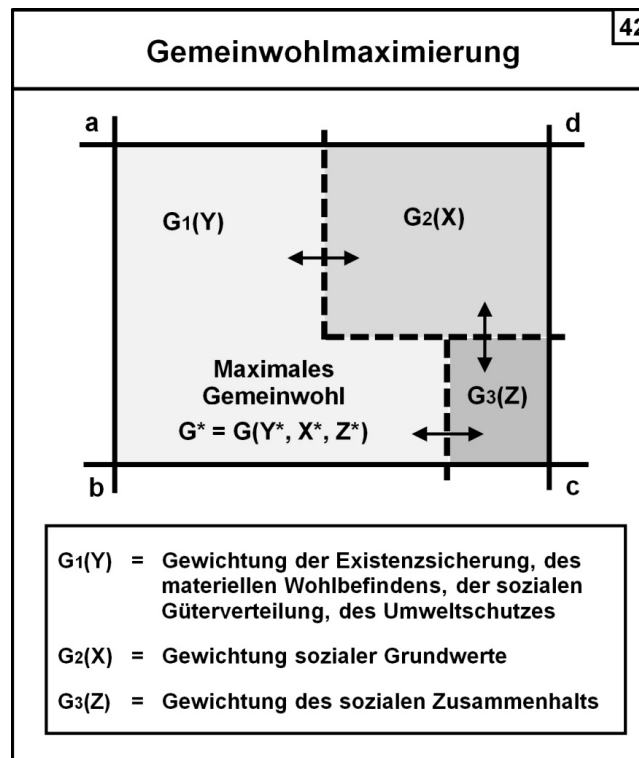 42
Gemeinwohlmaximierung
a
d
G1(Y)
G2(X)
Maximales
Gemeinwohl
G* = G(Y*, X*, Z*)
G3(Z)
b
c
G1(Y) = Gewichtung der Existenzsicherung, des
materiellen Wohlbefindens, der sozialen
Güterverteilung, des Umweltschutzes
G2(X) = Gewichtung sozialer Grundwerte
G3(Z) = Gewichtung des sozialen Zusammenhalts